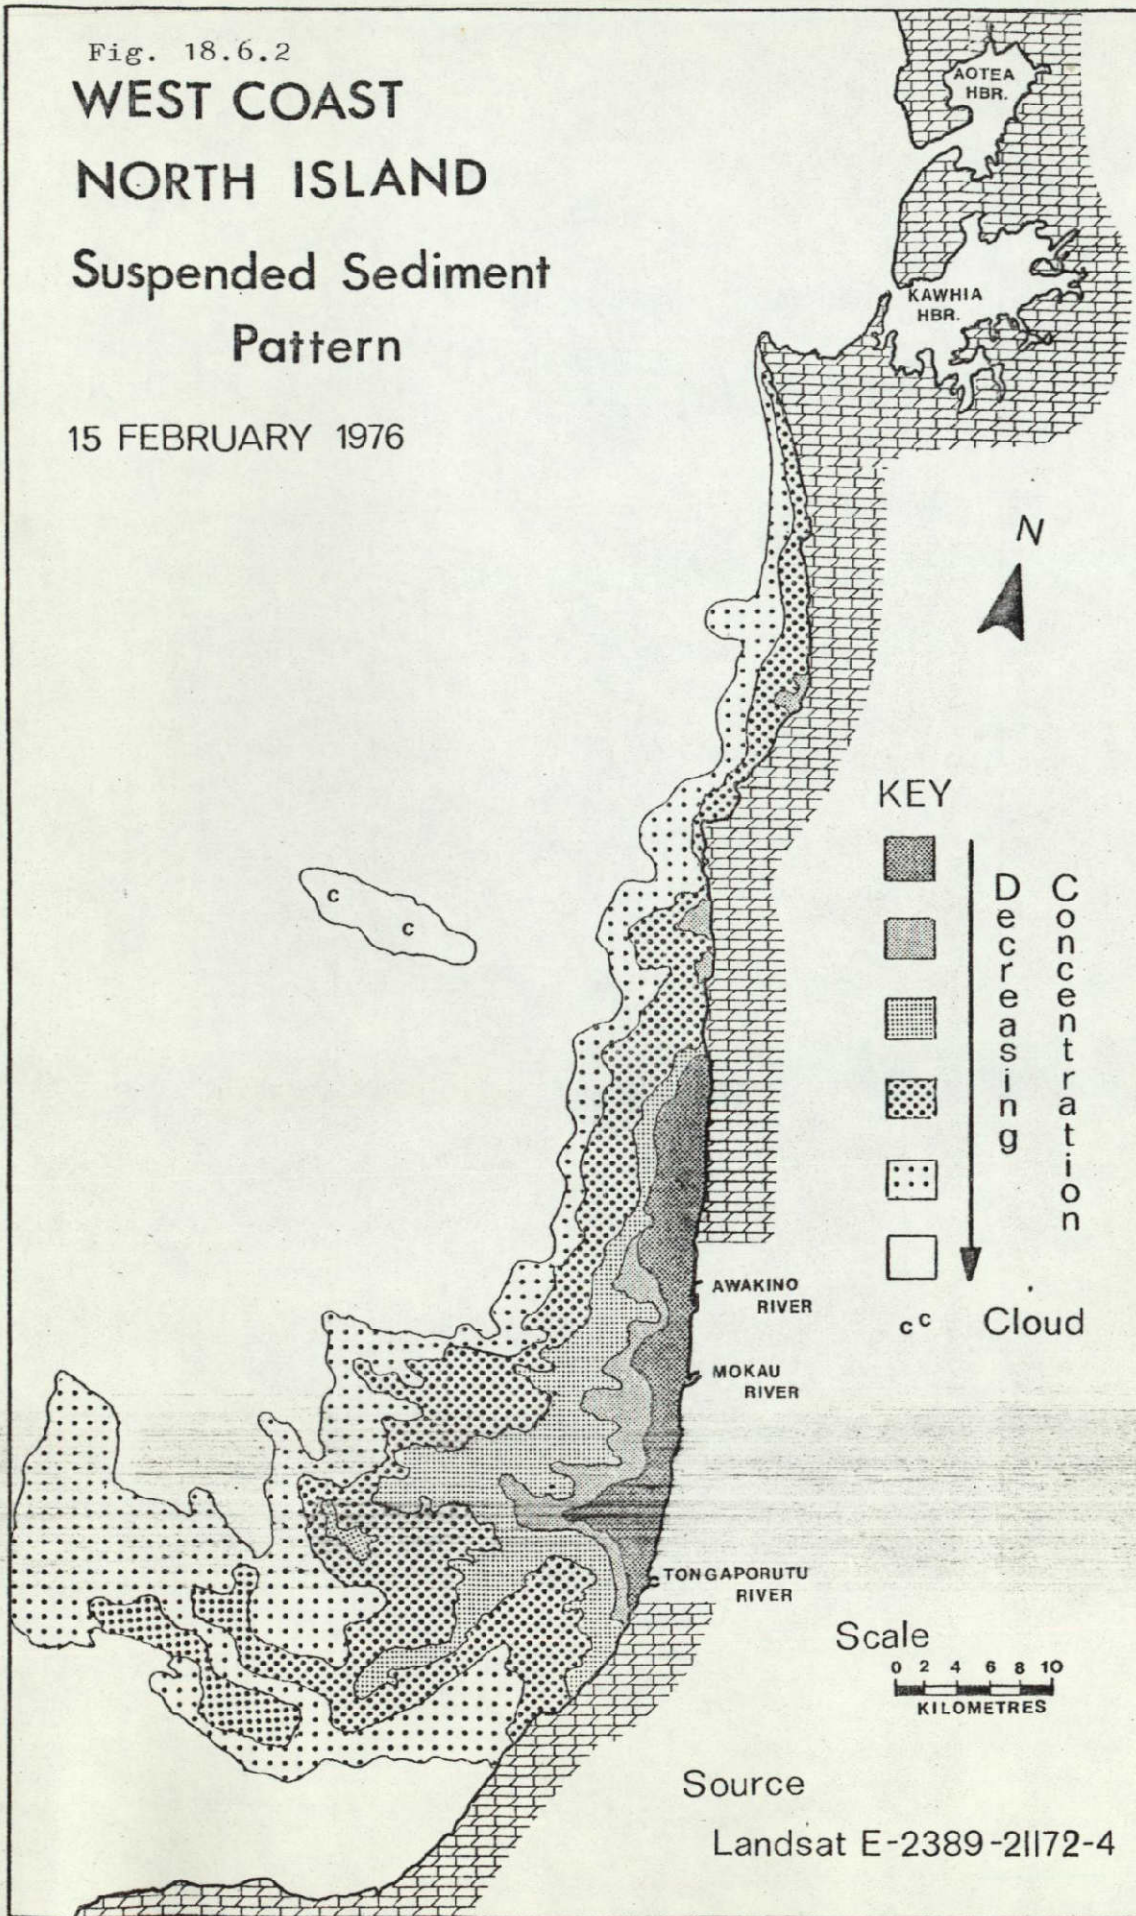 Fig. 18.6.2
WEST COAST
NORTH ISLAND
Suspended Sediment
Pattern
15 FEBRUARY 1976
AOTEA
HBR.
KAWHIA
HBR.
N
KEY
Decreasing
Concentration
c
c
AWAKINO
RIVER
cc Cloud
MOKAU
RIVER
TONGAPORUTU
RIVER
Scale
0 2 4 6 8 10
KILOMETRES
Source
Landsat E-2389-21172-4